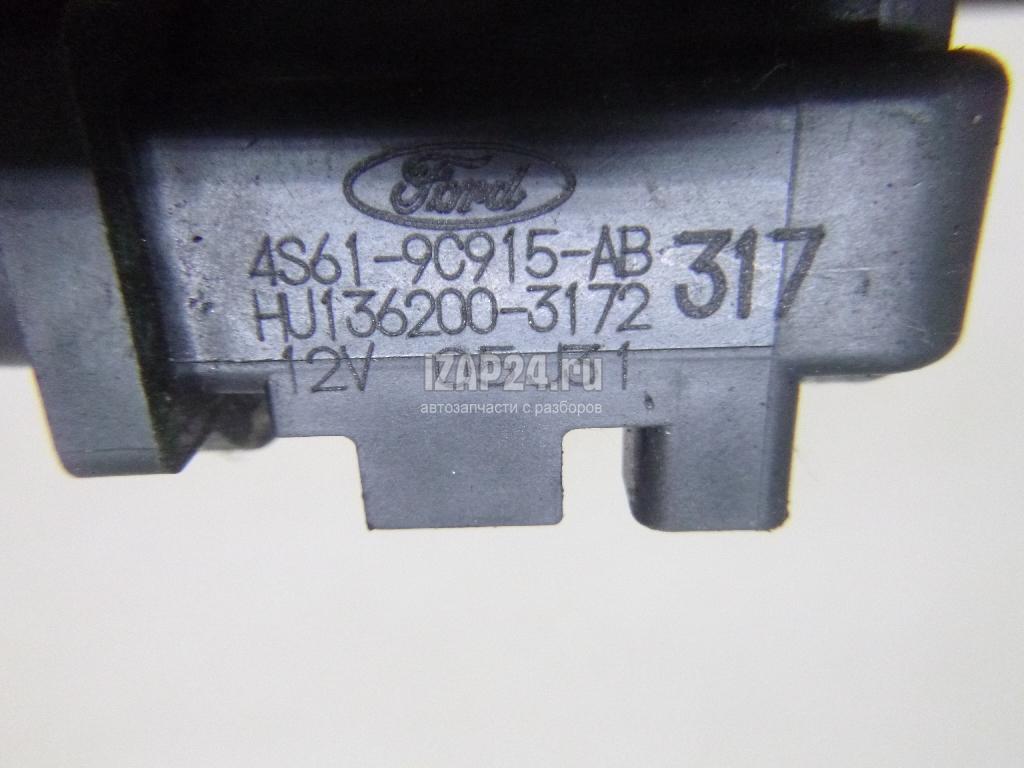 Ford
4S61-9C915-AB
317
HU136200-3172
12V
IZAP24.ru
автозапчасти с разборов